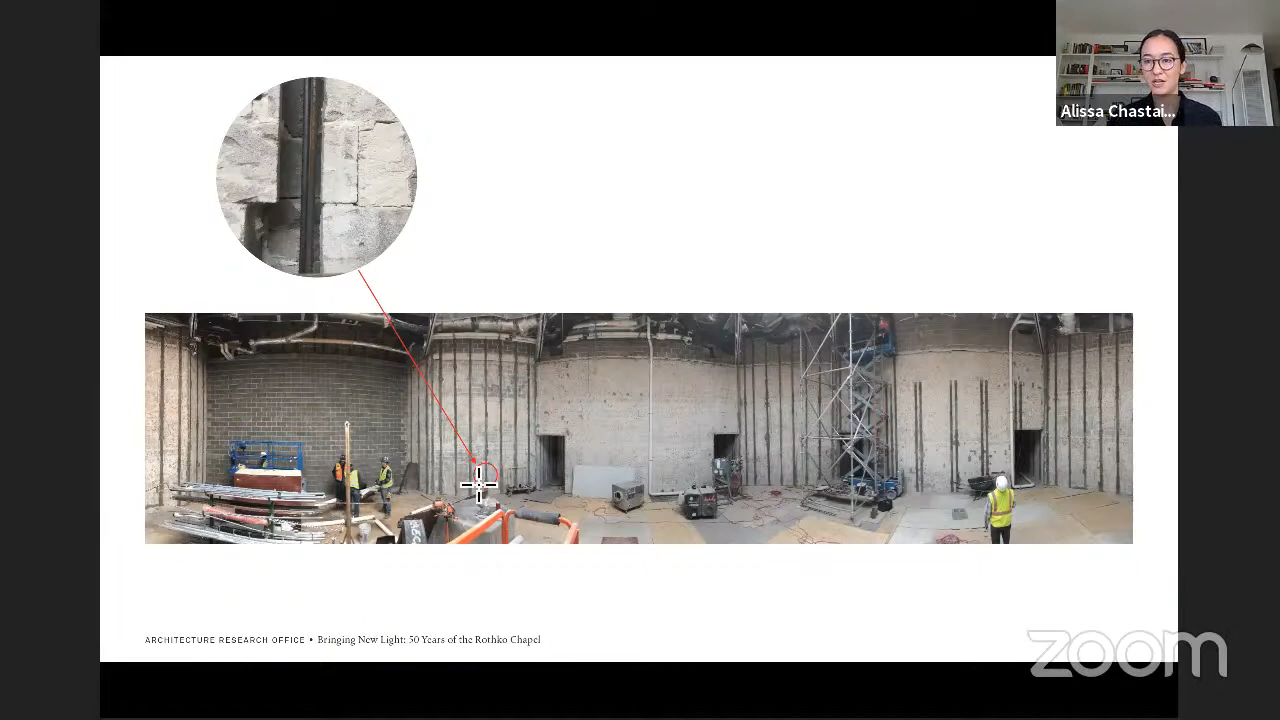 Alissa Chastai...
ARCHITECTURE RESEARCH OFFICE • Bringing New Light: 50 Years of the Rothko Chapel
zoom